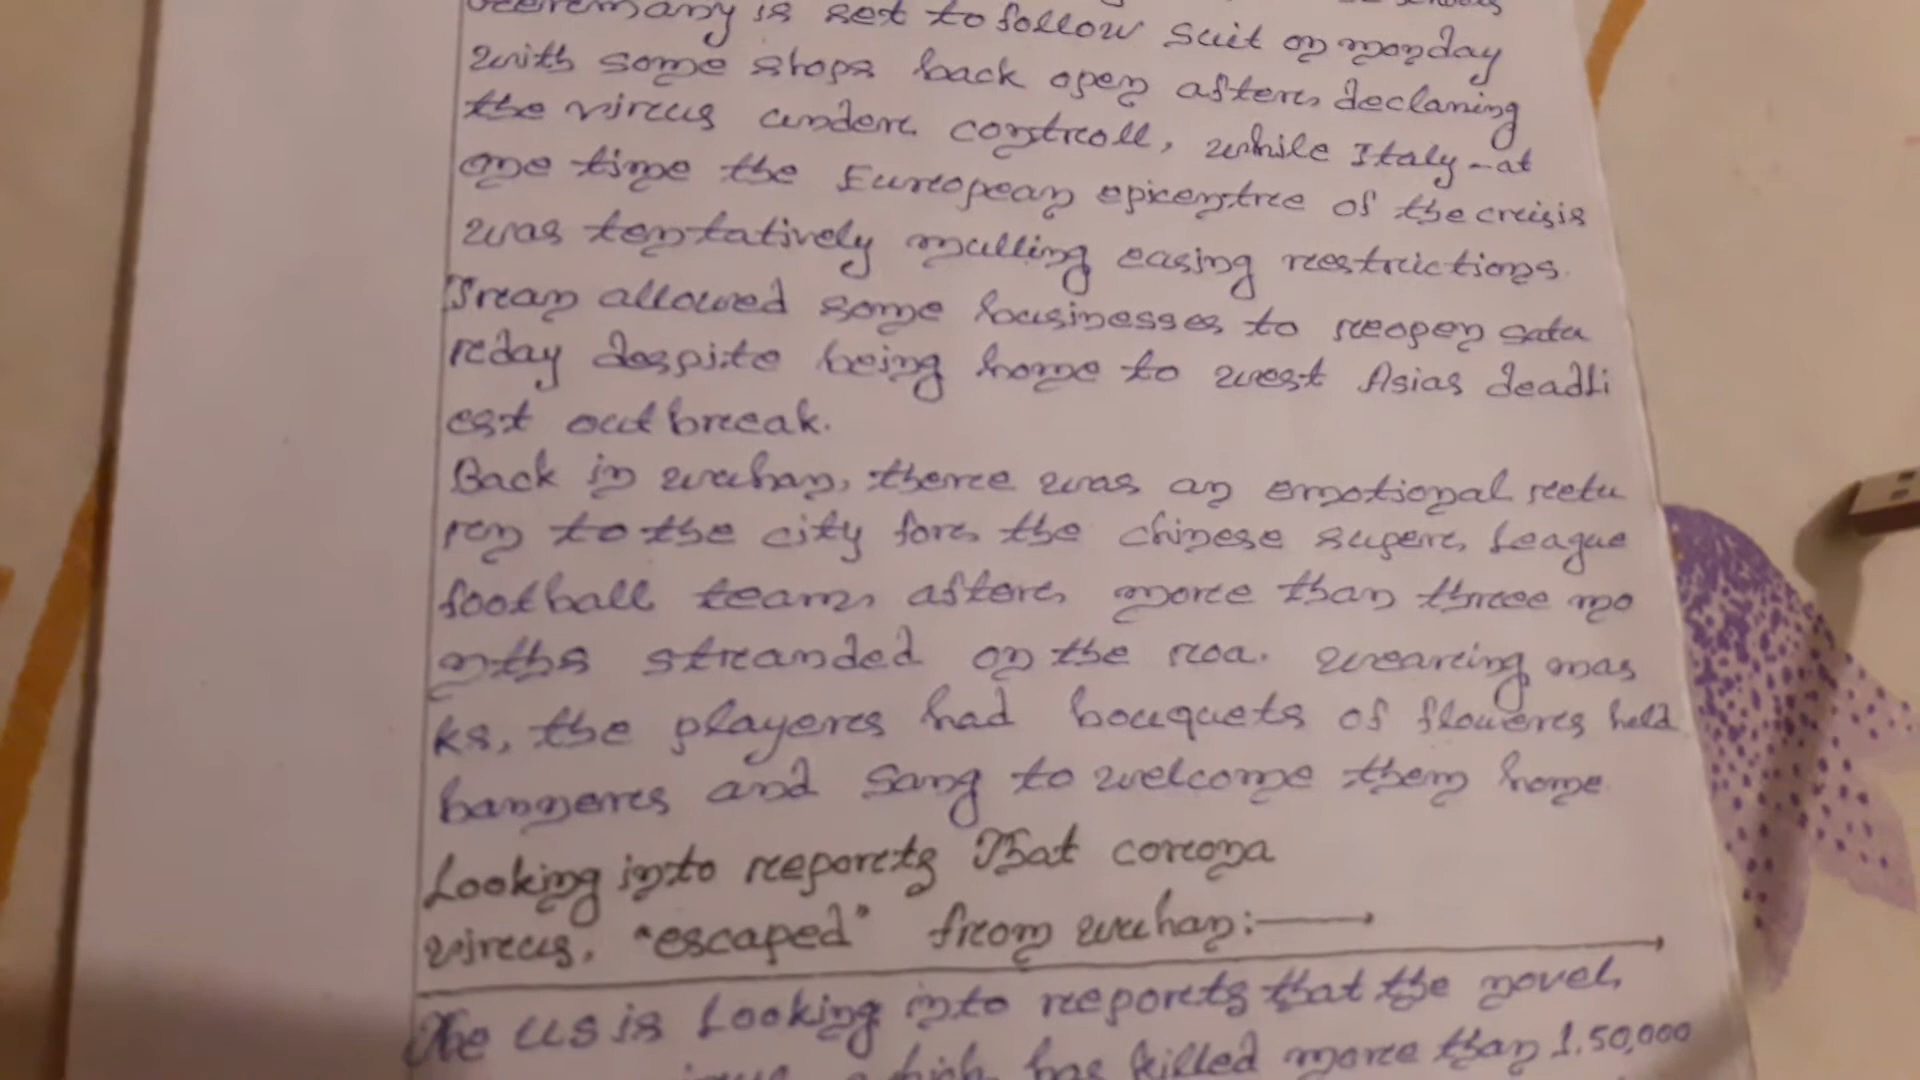 Germany is set to follow suit on monday
with some shops back open after declaring
the virus under controll, while Italy - at
one time the European epicentre of the crisis
was tentatively mulling easing restrictions.
Iran allowed some businesses to reopen satu
rday despite being home to west Asias deadli
est out break.
Back in wuhan, there was an emotional retu
rn to the city for the chinese super League
football team, after more than three mo
nths stranded on the roa. wearing mas
ks, the players had bouquets of flowers held
banners and Sang to welcome them home
Looking into reports That corona
virus, "escaped" from wuhan:
The US is Looking into reports that the novel
which has killed more than 1,50,000